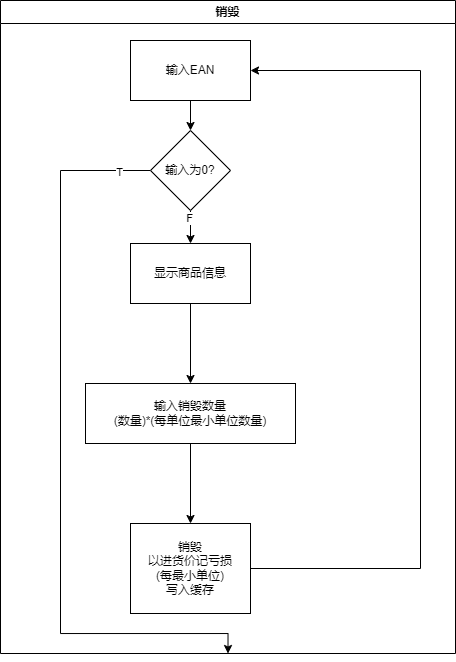 销毁
输入EAN
输入为0?
T
F
显示商品信息
输入销毁数量
(数量)*(每单位最小单位数量)
销毁
以进货价记亏损
(每最小单位)
写入缓存